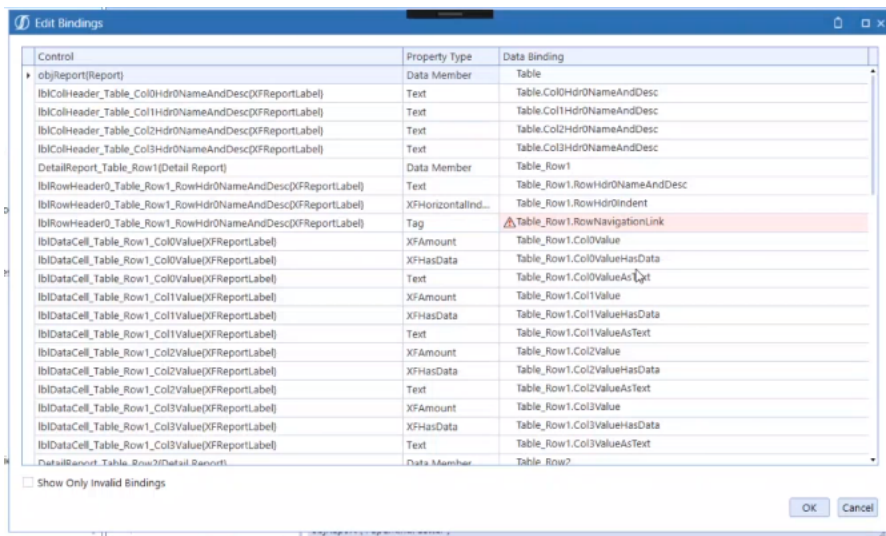 Edit Bindings
Control Property Type Data Binding
objReport(Report) Data Member Table
lblColHeader_Table_Col0Hdr0NameAndDesc(XFReportLabel) Text Table.Col0Hdr0NameAndDesc
lblColHeader_Table_Col1Hdr0NameAndDesc(XFReportLabel) Text Table.Col1Hdr0NameAndDesc
lblColHeader_Table_Col2Hdr0NameAndDesc(XFReportLabel) Text Table.Col2Hdr0NameAndDesc
lblColHeader_Table_Col3Hdr0NameAndDesc(XFReportLabel) Text Table.Col3Hdr0NameAndDesc
DetailReport_Table_Row1(Detail Report) Data Member Table_Row1
lblRowHeader0_Table_Row1_RowHdr0NameAndDesc(XFReportLabel) Text Table_Row1.RowHdr0NameAndDesc
lblRowHeader0_Table_Row1_RowHdr0NameAndDesc(XFReportLabel) XFHorizontalInd... Table_Row1.RowHdr0Indent
lblRowHeader0_Table_Row1_RowHdr0NameAndDesc(XFReportLabel) Tag Table_Row1.RowNavigationLink
lblDataCell_Table_Row1_Col0Value(XFReportLabel) XFAmount Table_Row1.Col0Value
lblDataCell_Table_Row1_Col0Value(XFReportLabel) XFHasData Table_Row1.Col0ValueHasData
lblDataCell_Table_Row1_Col0Value(XFReportLabel) Text Table_Row1.Col0ValueAsText
lblDataCell_Table_Row1_Col1Value(XFReportLabel) XFAmount Table_Row1.Col1Value
lblDataCell_Table_Row1_Col1Value(XFReportLabel) XFHasData Table_Row1.Col1ValueHasData
lblDataCell_Table_Row1_Col1Value(XFReportLabel) Text Table_Row1.Col1ValueAsText
lblDataCell_Table_Row1_Col2Value(XFReportLabel) XFAmount Table_Row1.Col2Value
lblDataCell_Table_Row1_Col2Value(XFReportLabel) XFHasData Table_Row1.Col2ValueHasData
lblDataCell_Table_Row1_Col2Value(XFReportLabel) Text Table_Row1.Col2ValueAsText
lblDataCell_Table_Row1_Col3Value(XFReportLabel) XFAmount Table_Row1.Col3Value
lblDataCell_Table_Row1_Col3Value(XFReportLabel) XFHasData Table_Row1.Col3ValueHasData
lblDataCell_Table_Row1_Col3Value(XFReportLabel) Text Table_Row1.Col3ValueAsText
DetailReport_Table_Row2(Detail Report) Data Member Table_Row2
Show Only Invalid Bindings
OK Cancel